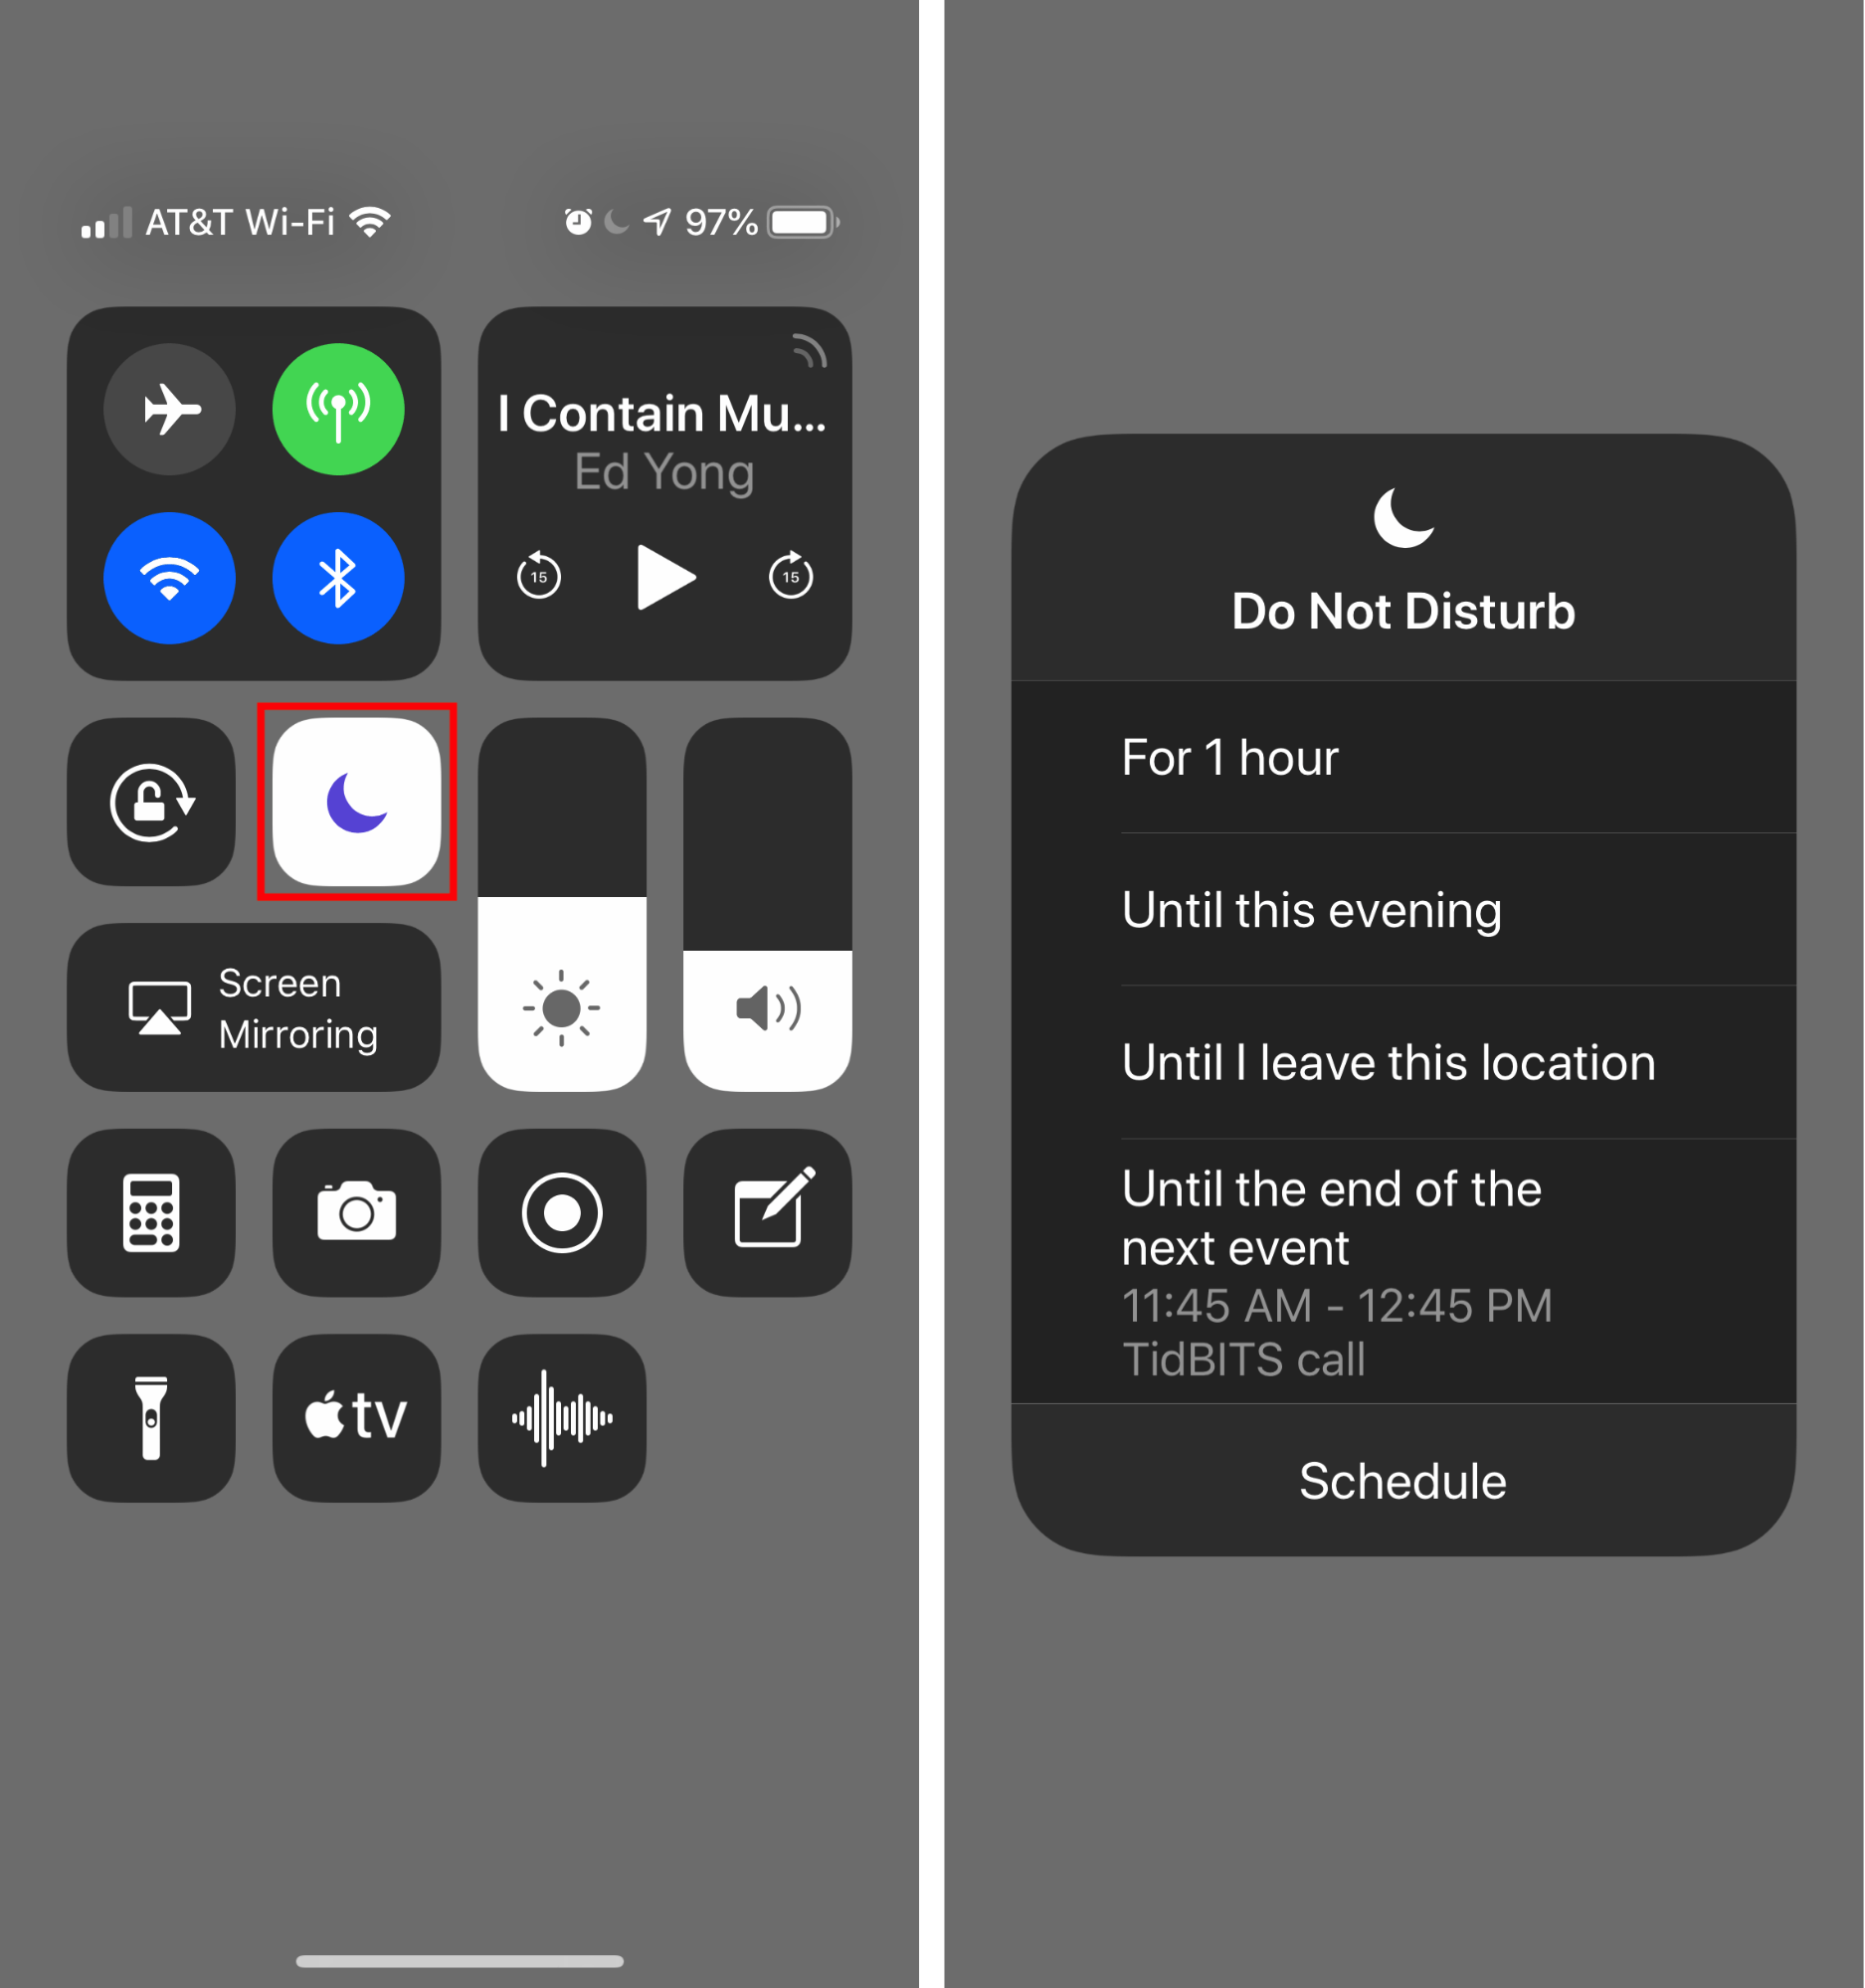 AT&T Wi-Fi
97%
I Contain Mu...
Ed Yong
15
15
Screen
Mirroring
tv
Do Not Disturb
For 1 hour
Until this evening
Until I leave this location
Until the end of the
next event
11:45 AM - 12:45 PM
TidBITS call
Schedule